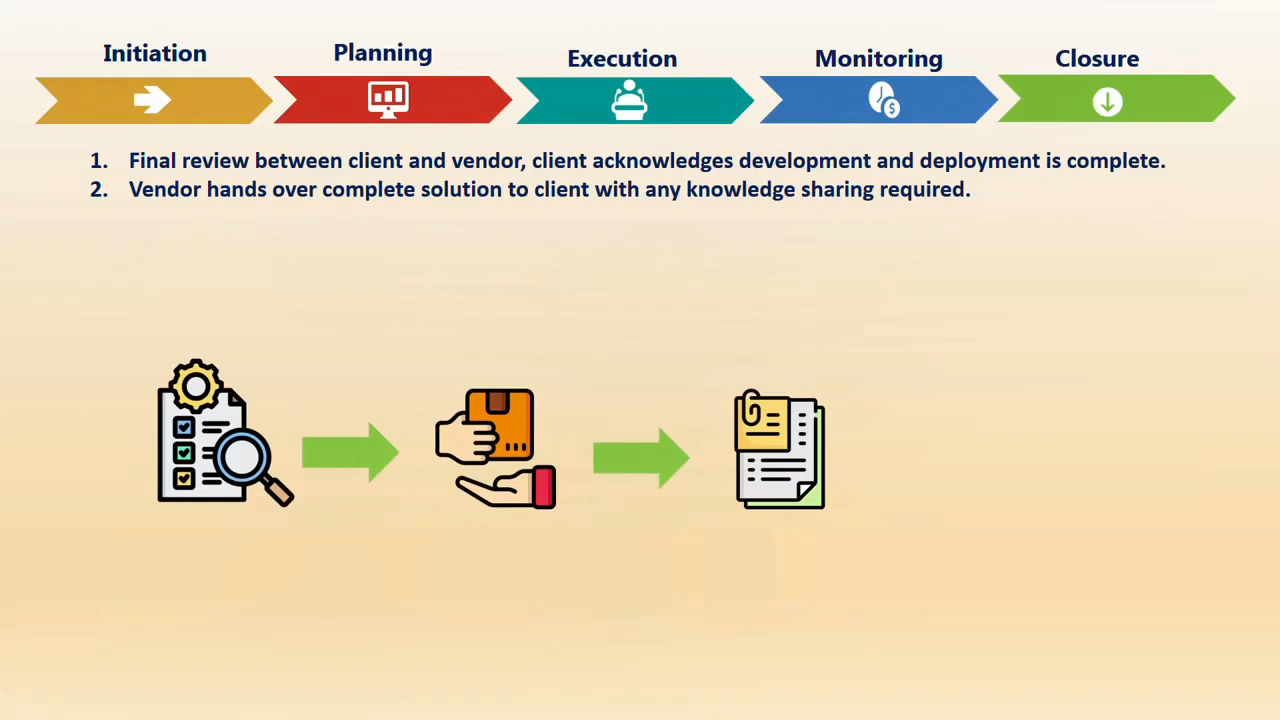 Initiation
Planning
Execution
Monitoring
Closure
1. Final review between client and vendor, client acknowledges development and deployment is complete.
2. Vendor hands over complete solution to client with any knowledge sharing required.
$